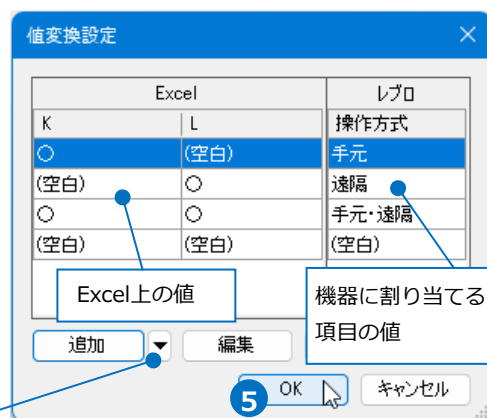 値変換設定
Excel レブロ
K L 操作方式
○ (空白) 手元
(空白) ○ 遠隔
○ ○ 手元・遠隔
(空白) (空白) (空白)
Excel上の値
機器に割り当てる
項目の値
追加 編集
5 OK キャンセル